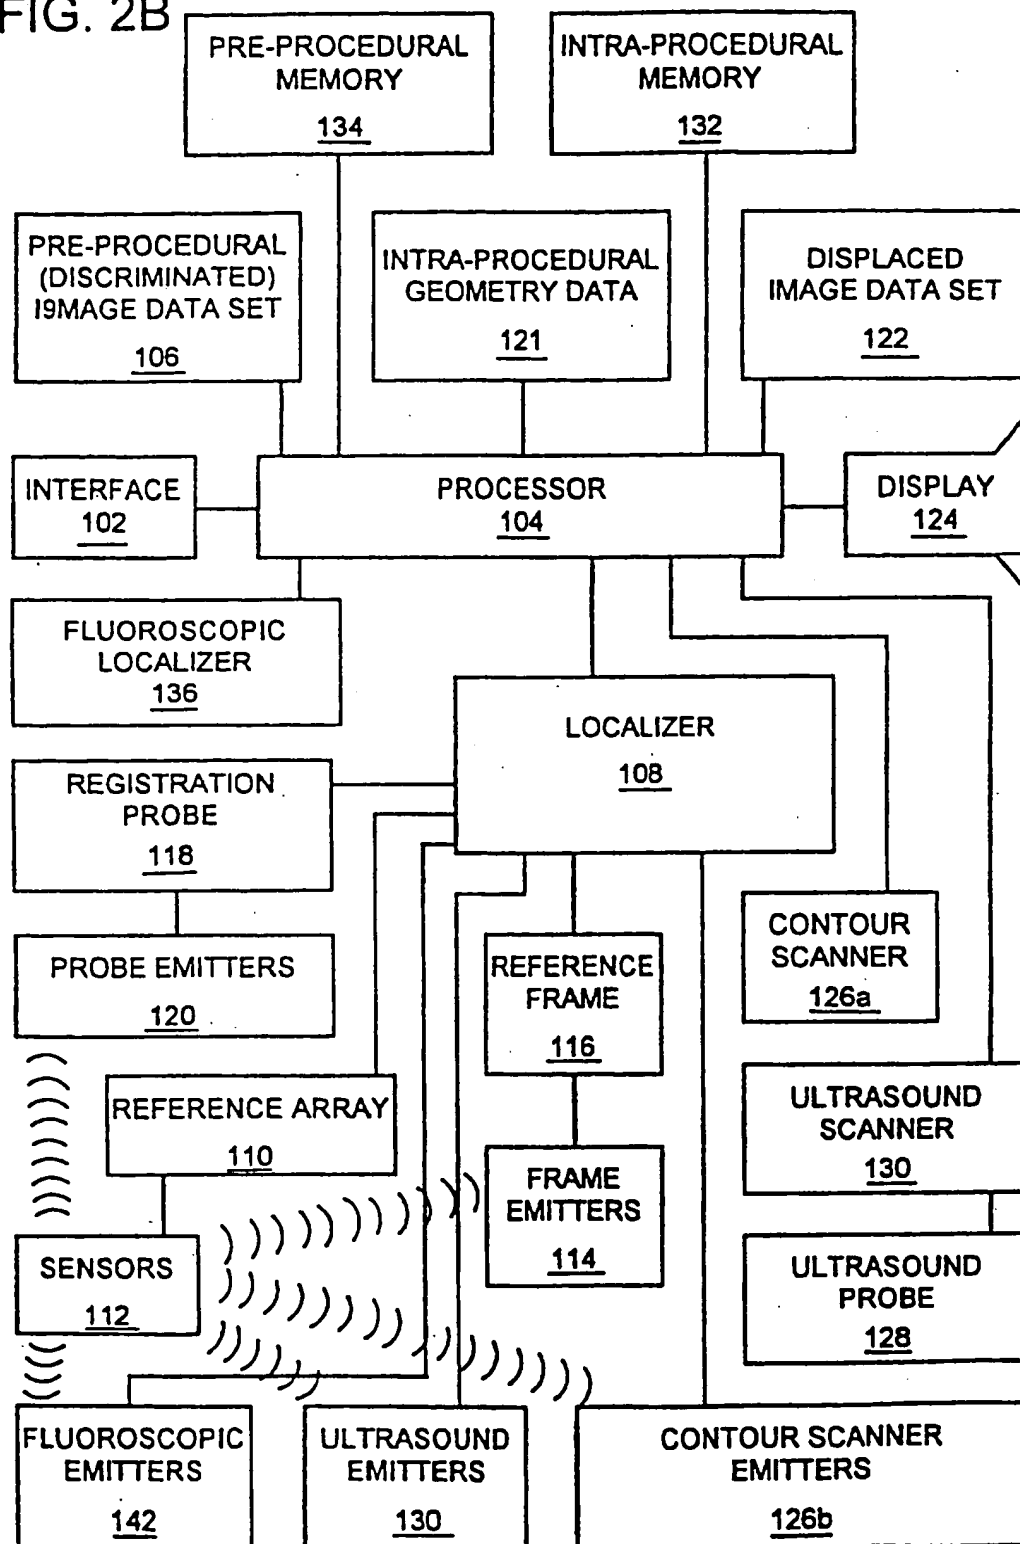 FIG. 2B
PRE-PROCEDURAL
MEMORY
134
INTRA-PROCEDURAL
MEMORY
132
PRE-PROCEDURAL
(DISCRIMINATED)
I9MAGE DATA SET
106
INTRA-PROCEDURAL
GEOMETRY DATA
121
DISPLACED
IMAGE DATA SET
122
INTERFACE
102
PROCESSOR
104
DISPLAY
124
FLUOROSCOPIC
LOCALIZER
136
LOCALIZER
108
REGISTRATION
PROBE
118
PROBE EMITTERS
120
REFERENCE
FRAME
116
CONTOUR
SCANNER
126a
REFERENCE ARRAY
110
FRAME
EMITTERS
114
ULTRASOUND
SCANNER
130
SENSORS
112
ULTRASOUND
PROBE
128
FLUOROSCOPIC
EMITTERS
142
ULTRASOUND
EMITTERS
130
CONTOUR SCANNER
EMITTERS
126b